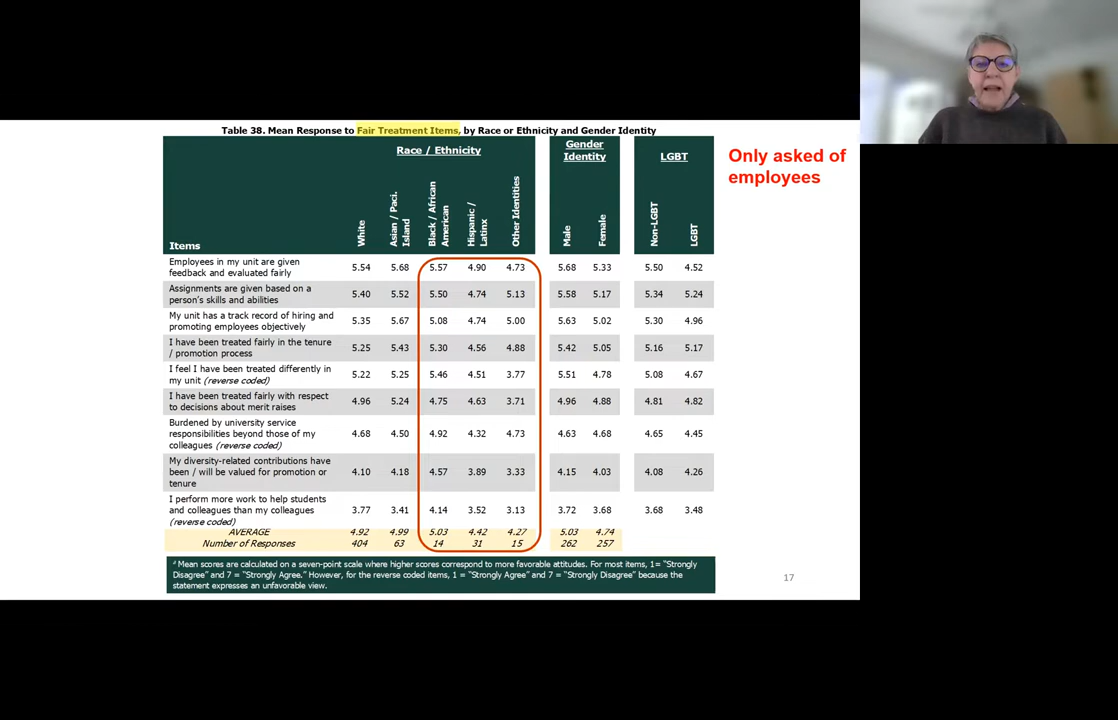 Table 38. Mean Response to Fair Treatment Items, by Race or Ethnicity and Gender Identity
Race / Ethnicity
Gender
Identity
LGBT
Only asked of
employees
Items
White
Asian / Paci.
Island
Black / African
American
Hispanic /
Latinx
Other Identities
Male
Female
Non-LGBT
LGBT
Employees in my unit are given
feedback and evaluated fairly
5.54 5.68 5.57 4.90 4.73 5.68 5.33 5.50 4.52
Assignments are given based on a
person's skills and abilities
5.40 5.52 5.50 4.74 5.13 5.58 5.17 5.34 5.24
My unit has a track record of hiring and
promoting employees objectively
5.35 5.67 5.08 4.74 5.00 5.63 5.02 5.30 4.96
I have been treated fairly in the tenure
/ promotion process
5.25 5.43 5.30 4.56 4.88 5.42 5.05 5.16 5.17
I feel I have been treated differently in
my unit (reverse coded)
5.22 5.25 5.46 4.51 3.77 5.51 4.78 5.08 4.67
I have been treated fairly with respect
to decisions about merit raises
4.96 5.24 4.75 4.63 3.71 4.96 4.88 4.81 4.82
Burdened by university service
responsibilities beyond those of my
colleagues (reverse coded)
4.68 4.50 4.92 4.32 4.73 4.63 4.68 4.65 4.45
My diversity-related contributions have
been / will be valued for promotion or
tenure
4.10 4.18 4.57 3.89 3.33 4.15 4.03 4.08 4.26
I perform more work to help students
and colleagues than my colleagues
(reverse coded)
3.77 3.41 4.14 3.52 3.13 3.72 3.68 3.68 3.48
AVERAGE 4.92 4.99 5.03 4.42 4.27 5.03 4.74
Number of Responses 404 63 14 31 15 262 257
Mean scores are calculated on a seven-point scale where higher scores correspond to more favorable attitudes. For most items, 1= "Strongly
Disagree" and 7 = "Strongly Agree." However, for the reverse coded items, 1 = "Strongly Agree" and 7 = "Strongly Disagree" because the
statement expresses an unfavorable view.
17